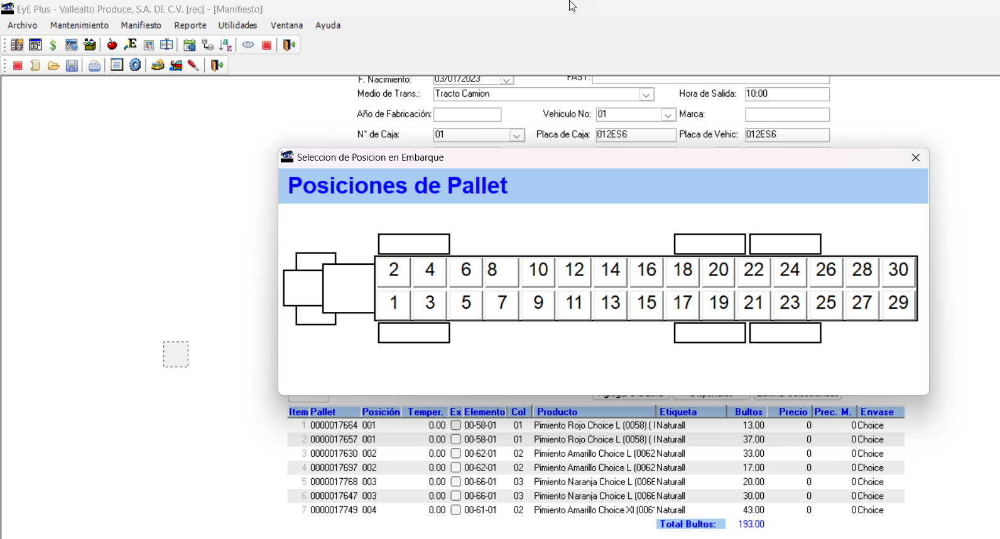 EyE Plus - Vallealto Produce, S.A. DE C.V. [rec] - [Manifiesto]
Archivo Mantenimiento Manifiesto Reporte Utilidades Ventana Ayuda
F. Nacimiento: 03/01/2023 FAST:
Medio de Trans.: Tracto Camion Hora de Salida: 10:00
Año de Fabricación: Vehiculo No: 01 Marca:
N° de Caja: 01 Placa de Caja: 012ES6 Placa de Vehic: 012ES6
Seleccion de Posicion en Embarque
Posiciones de Pallet
2 4 6 8 10 12 14 16 18 20 22 24 26 28 30
1 3 5 7 9 11 13 15 17 19 21 23 25 27 29
Item Pallet Posición Temper. Ex Elemento Col Producto Etiqueta Bultos Precio Prec. M. Envase
1 0000017664 001 0.00 00-58-01 01 Pimiento Rojo Choice L (0058) ( I Naturall 13.00 0 0 Choice
2 0000017657 001 0.00 00-58-01 01 Pimiento Rojo Choice L (0058) ( I Naturall 37.00 0 0 Choice
3 0000017630 002 0.00 00-62-01 02 Pimiento Amarillo Choice L (0062 Naturall 33.00 0 0 Choice
4 0000017697 002 0.00 00-62-01 02 Pimiento Amarillo Choice L (0062 Naturall 17.00 0 0 Choice
5 0000017768 003 0.00 00-66-01 03 Pimiento Naranja Choice L (006 Naturall 20.00 0 0 Choice
6 0000017647 003 0.00 00-66-01 03 Pimiento Naranja Choice L (006 Naturall 30.00 0 0 Choice
7 0000017749 004 0.00 00-61-01 02 Pimiento Amarillo Choice Xl (006 Naturall 43.00 0 0 Choice
Total Bultos: 193.00